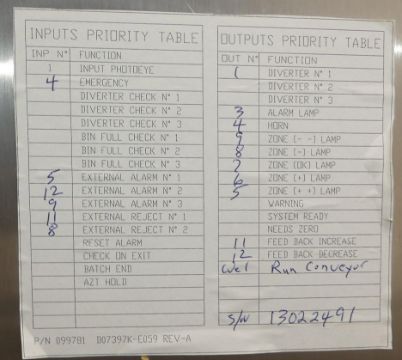 INPUTS PRIORITY TABLE
INP N° FUNCTION
1 INPUT PHOTOEYE
4 EMERGENCY
DIVERTER CHECK N° 1
DIVERTER CHECK N° 2
DIVERTER CHECK N° 3
BIN FULL CHECK N° 1
BIN FULL CHECK N° 2
BIN FULL CHECK N° 3
5 EXTERNAL ALARM N° 1
12 EXTERNAL ALARM N° 2
9 EXTERNAL ALARM N° 3
11 EXTERNAL REJECT N° 1
8 EXTERNAL REJECT N° 2
RESET ALARM
CHECK ON EXIT
BATCH END
AZT HOLD
P/N 099781 D07397K-E059 REV-A
OUTPUTS PRIORITY TABLE
OUT N° FUNCTION
1 DIVERTER N° 1
DIVERTER N° 2
DIVERTER N° 3
3 ALARM LAMP
4 HORN
9 ZONE (- -) LAMP
8 ZONE (-) LAMP
7 ZONE (OK) LAMP
6 ZONE (+) LAMP
5 ZONE (+ +) LAMP
WARNING
SYSTEM READY
NEEDS ZERO
11 FEED BACK INCREASE
12 FEED BACK DECREASE
Run Conveyor
S/N 13022491